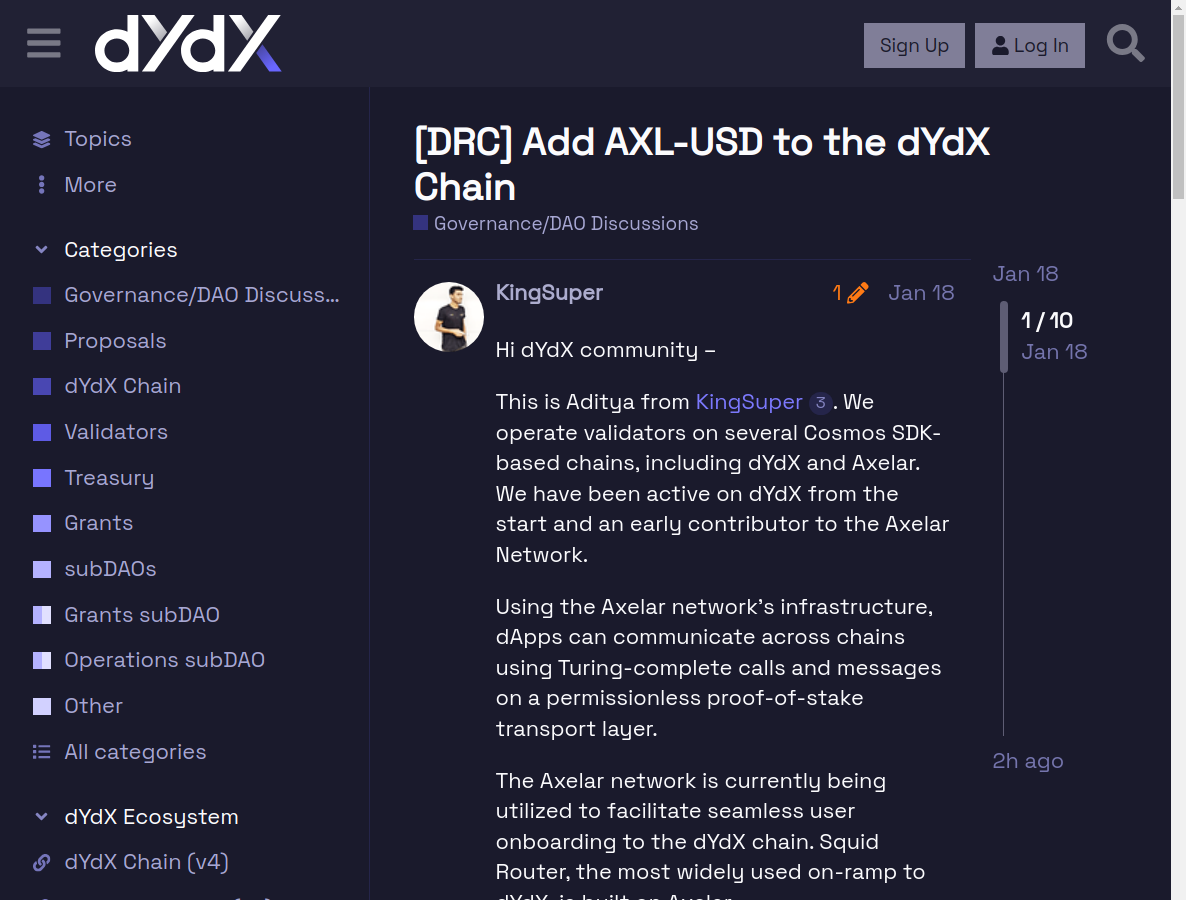 dYdX
Sign Up
Log In
Topics
More
Categories
Governance/DAO Discuss...
Proposals
dYdX Chain
Validators
Treasury
Grants
subDAOs
Grants subDAO
Operations subDAO
Other
All categories
dYdX Ecosystem
dYdX Chain (v4)
[DRC] Add AXL-USD to the dYdX
Chain
Governance/DAO Discussions
KingSuper
1
Jan 18
Hi dYdX community –
This is Aditya from KingSuper 3. We
operate validators on several Cosmos SDK-
based chains, including dYdX and Axelar.
We have been active on dYdX from the
start and an early contributor to the Axelar
Network.
Using the Axelar network's infrastructure,
dApps can communicate across chains
using Turing-complete calls and messages
on a permissionless proof-of-stake
transport layer.
The Axelar network is currently being
utilized to facilitate seamless user
onboarding to the dYdX chain. Squid
Router, the most widely used on-ramp to
dYdX, is built on Axelar.
Jan 18
1 / 10
Jan 18
2h ago